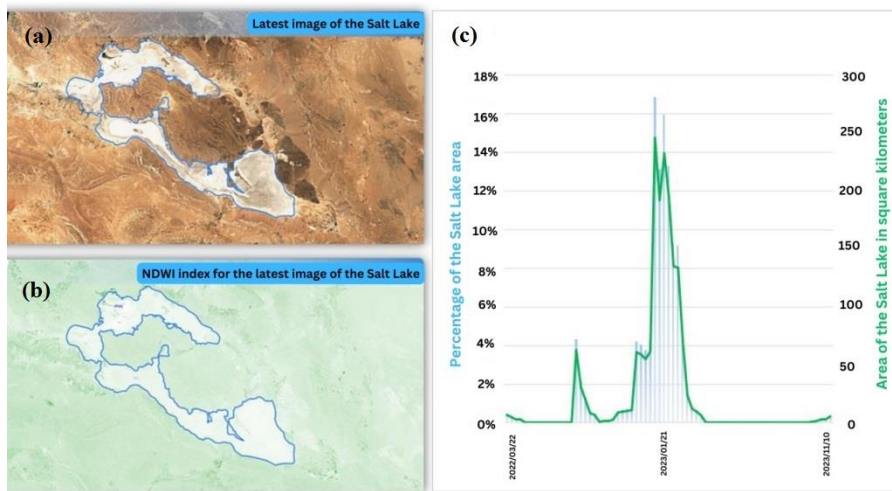 (a)
Latest image of the Salt Lake
(b)
NDWI index for the latest image of the Salt Lake
(c)
Percentage of the Salt Lake area
18%
16%
14%
12%
10%
8%
6%
4%
2%
0%
300
250
200
150
100
50
0
Area of the Salt Lake in square kilometers
2022/03/22
2023/01/21
2023/11/10